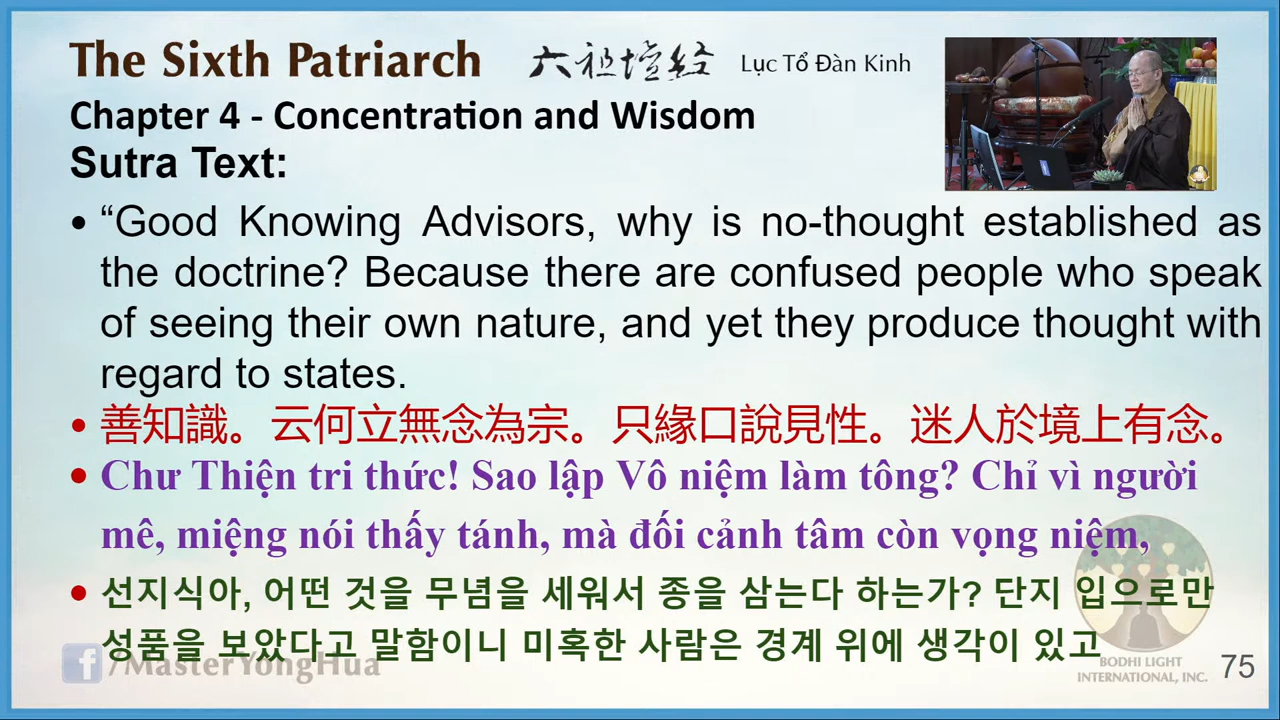 The Sixth Patriarch 六祖壇經 Lục Tổ Đàn Kinh
Chapter 4 - Concentration and Wisdom
Sutra Text:
• “Good Knowing Advisors, why is no-thought established as
the doctrine? Because there are confused people who speak
of seeing their own nature, and yet they produce thought with
regard to states.
• 善知識。云何立無念為宗。只緣口說見性。迷人於境上有念。
• Chư Thiện tri thức! Sao lập Vô niệm làm tông? Chỉ vì người
mê, miệng nói thấy tánh, mà đối cảnh tâm còn vọng niệm,
• 선지식아, 어떤 것을 무념을 세워서 종을 삼는다 하는가? 단지 입으로만
성품을 보았다고 말함이니 미혹한 사람은 경계 위에 생각이 있고
f /MasterYongHua
BODHI LIGHT
INTERNATIONAL, INC.
75